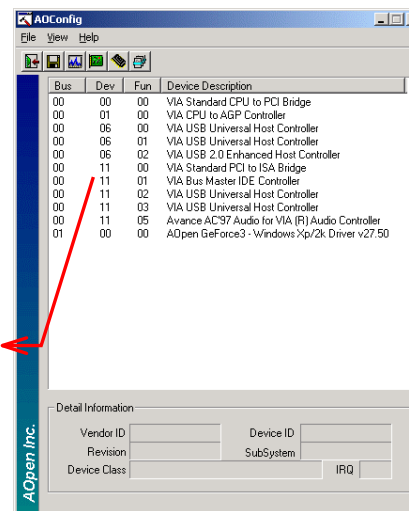 AOConfig
File View Help
Bus Dev Fun Device Description
00 00 00 VIA Standard CPU to PCI Bridge
00 01 00 VIA CPU to AGP Controller
00 06 00 VIA USB Universal Host Controller
00 06 01 VIA USB Universal Host Controller
00 06 02 VIA USB 2.0 Enhanced Host Controller
00 11 00 VIA Standard PCI to ISA Bridge
00 11 01 VIA Bus Master IDE Controller
00 11 02 VIA USB Universal Host Controller
00 11 03 VIA USB Universal Host Controller
00 11 05 Avance AC'97 Audio for VIA (R) Audio Controller
01 00 00 AOpen GeForce3 - Windows Xp/2k Driver v27.50
Detail Information
Vendor ID Device ID
Revision SubSystem
Device Class IRQ
AOpen Inc.